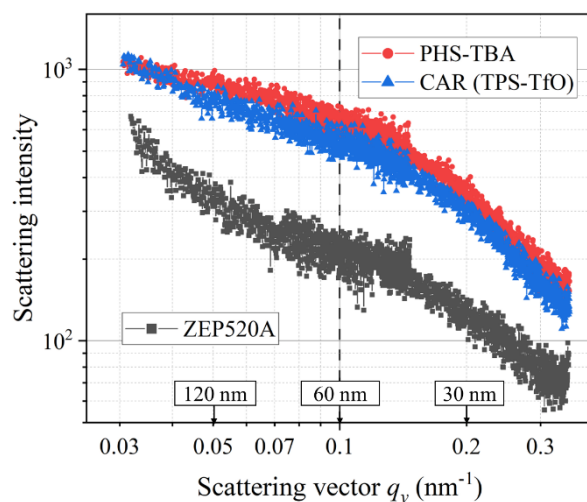 10³
PHS-TBA
CAR (TPS-TfO)
Scattering intensity
ZEP520A
10²
120 nm
60 nm
30 nm
0.03
0.05
0.07
0.1
0.2
0.3
Scattering vector qᵧ (nm⁻¹)